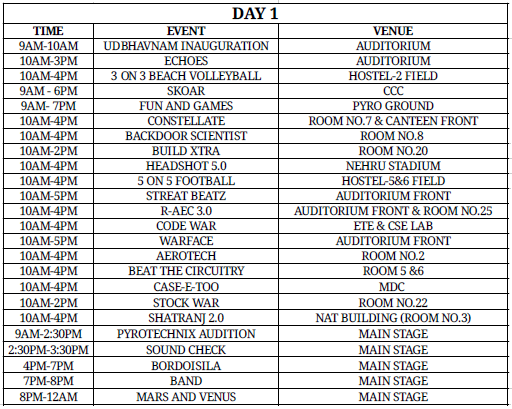 DAY 1
TIME EVENT VENUE
9AM-10AM UDBHAVNAM INAUGURATION AUDITORIUM
10AM-3PM ECHOES AUDITORIUM
10AM-4PM 3 ON 3 BEACH VOLLEYBALL HOSTEL-2 FIELD
9AM - 6PM SKOAR CCC
9AM- 7PM FUN AND GAMES PYRO GROUND
10AM-4PM CONSTELLATE ROOM NO.7 & CANTEEN FRONT
10AM-4PM BACKDOOR SCIENTIST ROOM NO.8
10AM-2PM BUILD XTRA ROOM NO.20
10AM-4PM HEADSHOT 5.0 NEHRU STADIUM
10AM-4PM 5 ON 5 FOOTBALL HOSTEL-5&6 FIELD
10AM-5PM STREAT BEATZ AUDITORIUM FRONT
10AM-4PM R-AEC 3.0 AUDITORIUM FRONT & ROOM NO.25
10AM-4PM CODE WAR ETE & CSE LAB
10AM-5PM WARFACE AUDITORIUM FRONT
10AM-4PM AEROTECH ROOM NO.2
10AM-4PM BEAT THE CIRCUITRY ROOM 5 &6
10AM-4PM CASE-E-TOO MDC
10AM-2PM STOCK WAR ROOM NO.22
10AM-4PM SHATRANJ 2.0 NAT BUILDING (ROOM NO.3)
9AM-2:30PM PYROTECHNIX AUDITION MAIN STAGE
2:30PM-3:30PM SOUND CHECK MAIN STAGE
4PM-7PM BORDOISILA MAIN STAGE
7PM-8PM BAND MAIN STAGE
8PM-12AM MARS AND VENUS MAIN STAGE